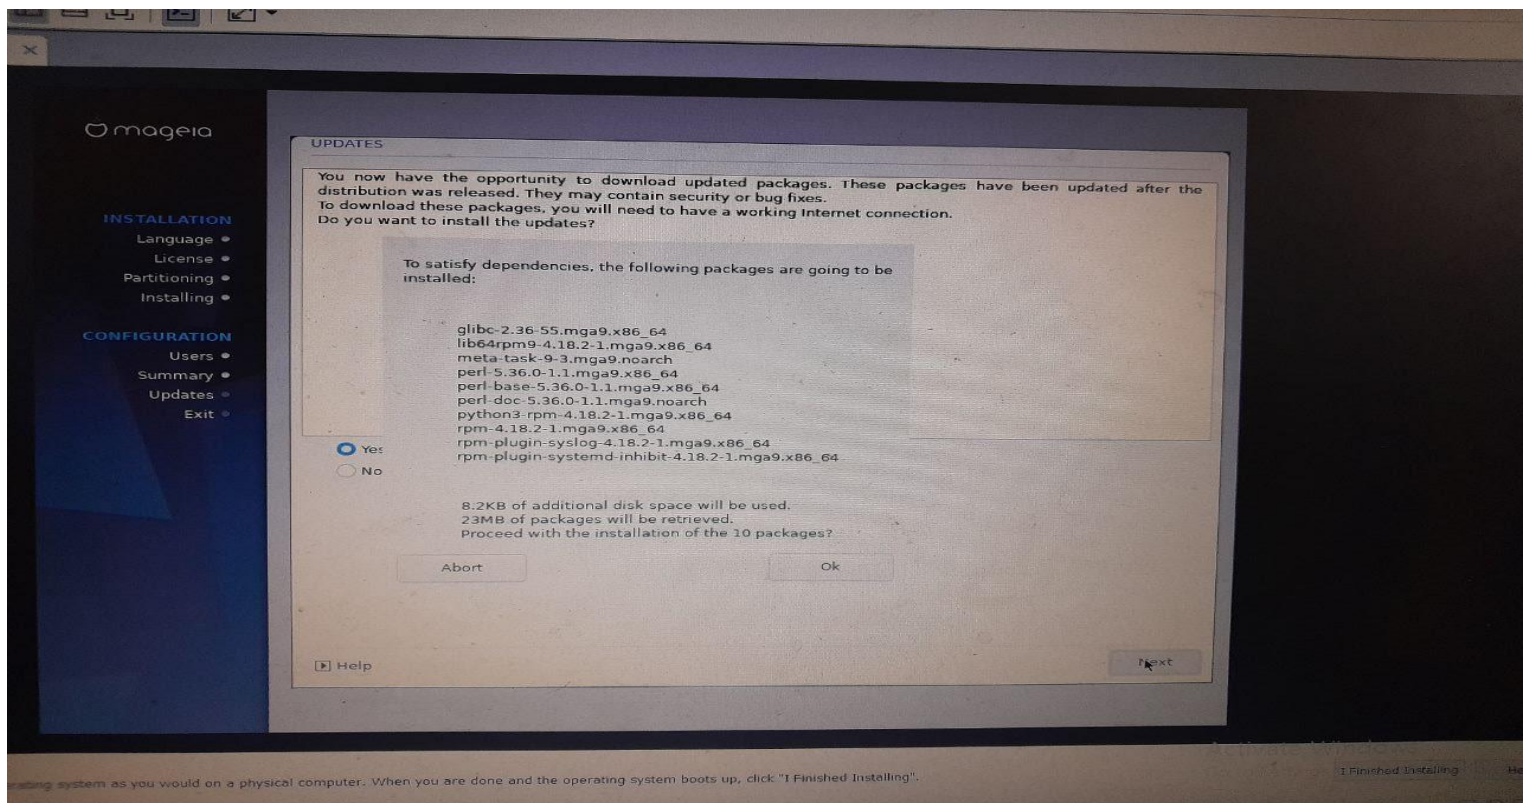 mageia
INSTALLATION
Language
License
Partitioning
Installing
CONFIGURATION
Users
Summary
Updates
Exit
UPDATES
You now have the opportunity to download updated packages. These packages have been updated after the
distribution was released. They may contain security or bug fixes.
To download these packages, you will need to have a working Internet connection.
Do you want to install the updates?
To satisfy dependencies, the following packages are going to be
installed:
glibc-2.36-55.mga9.x86_64
lib64rpm9-4.18.2-1.mga9.x86_64
meta-task-9-3.mga9.noarch
perl-5.36.0-1.1.mga9.x86_64
perl-base-5.36.0-1.1.mga9.x86_64
perl-doc-5.36.0-1.1.mga9.noarch
python3-rpm-4.18.2-1.mga9.x86_64
rpm-4.18.2-1.mga9.x86_64
rpm-plugin-syslog-4.18.2-1.mga9.x86_64
rpm-plugin-systemd-inhibit-4.18.2-1.mga9.x86_64
Yes
No
8.2KB of additional disk space will be used.
23MB of packages will be retrieved.
Proceed with the installation of the 10 packages?
Abort
Ok
Help
Next
Activate Windows
system as you would on a physical computer. When you are done and the operating system boots up, click "I Finished Installing".
I Finished Installing